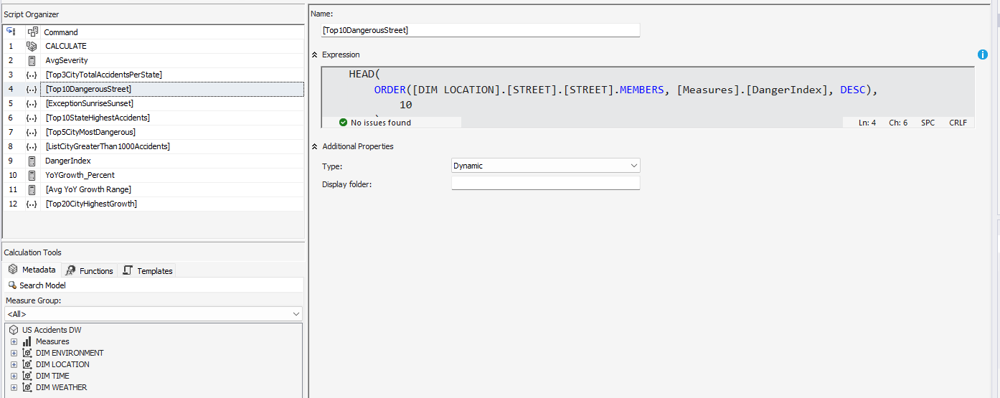 Script Organizer
Command
1 CALCULATE
2 AvgSeverity
3 [Top3CityTotalAccidentsPerState]
4 [Top10DangerousStreet]
5 [ExceptionSunriseSunset]
6 [Top10StateHighestAccidents]
7 [Top5CityMostDangerous]
8 [ListCityGreaterThan1000Accidents]
9 DangerIndex
10 YoYGrowth_Percent
11 [Avg YoY Growth Range]
12 [Top20CityHighestGrowth]
Calculation Tools
Metadata Functions Templates
Search Model
Measure Group:
<All>
US Accidents DW
Measures
DIM ENVIRONMENT
DIM LOCATION
DIM TIME
DIM WEATHER
Name:
[Top10DangerousStreet]
Expression
HEAD(
ORDER([DIM LOCATION].[STREET].[STREET].MEMBERS, [Measures].[DangerIndex], DESC),
10
No issues found Ln: 4 Ch: 6 SPC CRLF
Additional Properties
Type: Dynamic
Display folder: